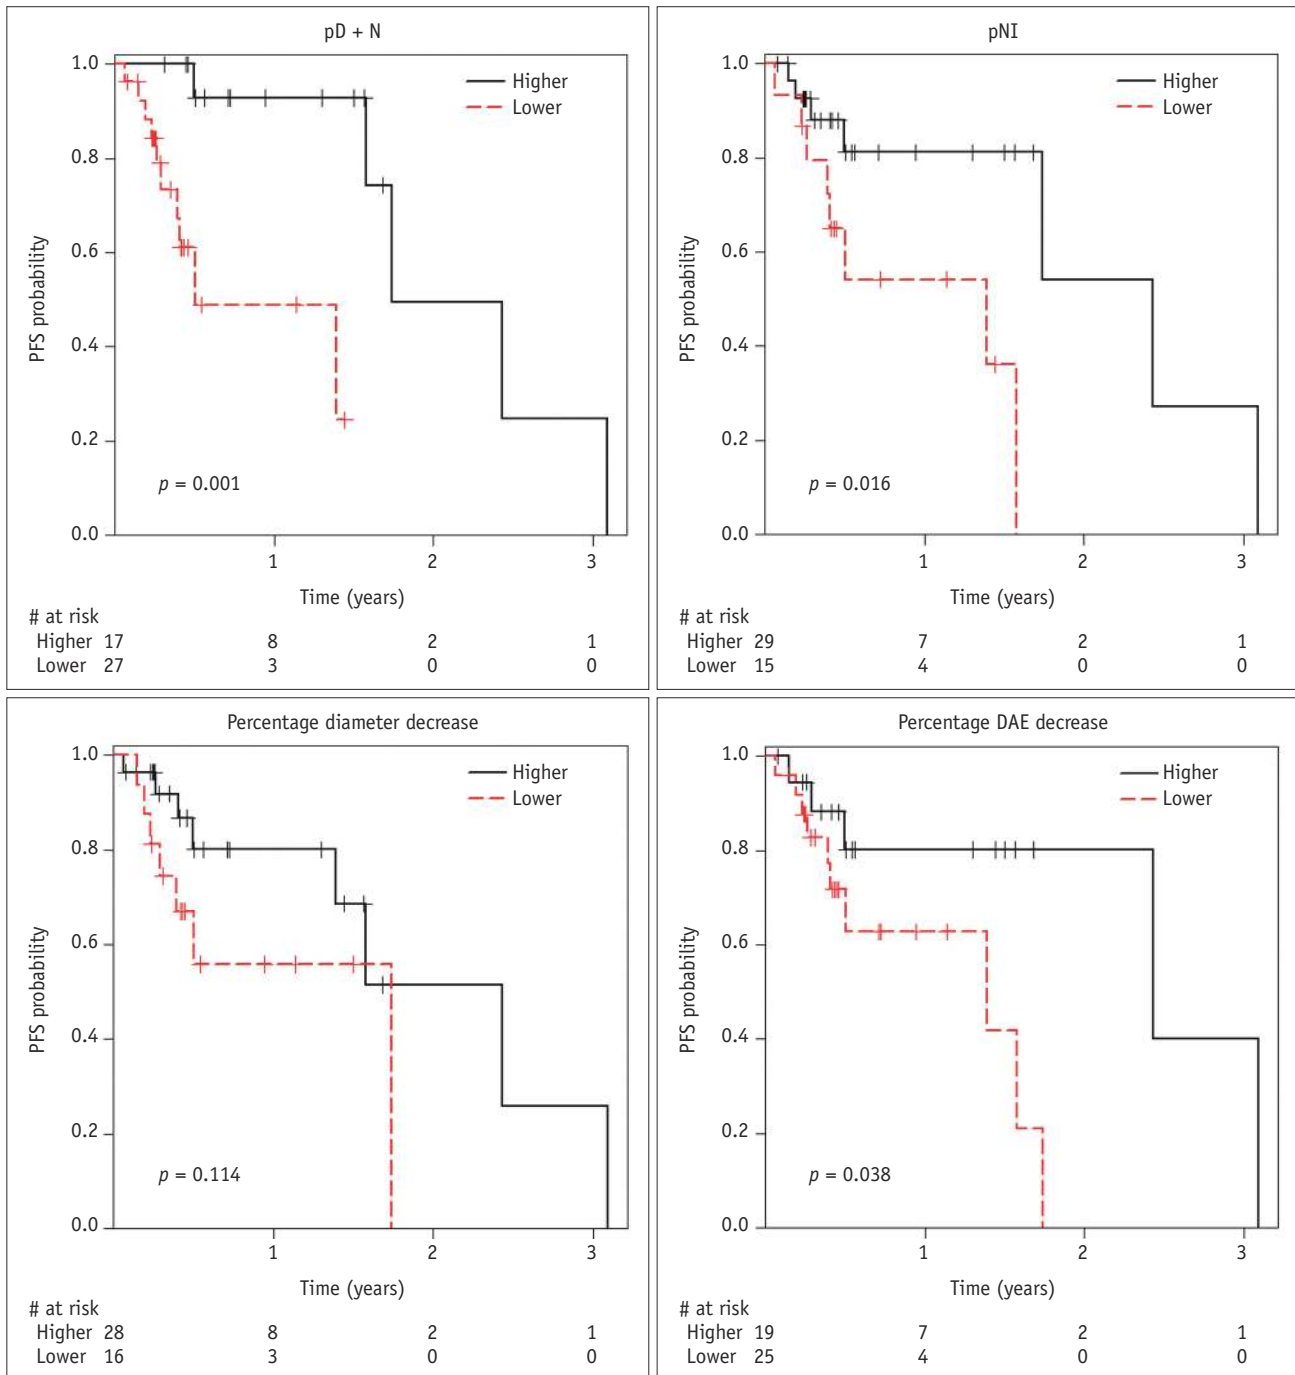 pD + N
1.0
0.8
0.6
0.4
0.2
0.0
PFS probability
Higher
Lower
p = 0.001
1 2 3
Time (years)
# at risk
Higher 17 8 2 1
Lower 27 3 0 0
pNI
1.0
0.8
0.6
0.4
0.2
0.0
PFS probability
Higher
Lower
p = 0.016
1 2 3
Time (years)
# at risk
Higher 29 7 2 1
Lower 15 4 0 0
Percentage diameter decrease
1.0
0.8
0.6
0.4
0.2
0.0
PFS probability
Higher
Lower
p = 0.114
1 2 3
Time (years)
# at risk
Higher 28 8 2 1
Lower 16 3 0 0
Percentage DAE decrease
1.0
0.8
0.6
0.4
0.2
0.0
PFS probability
Higher
Lower
p = 0.038
1 2 3
Time (years)
# at risk
Higher 19 7 2 1
Lower 25 4 0 0